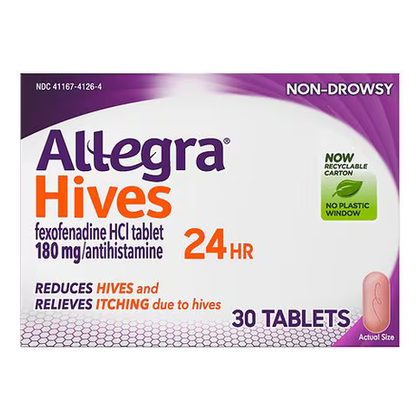 NDC 41167-4126-4
NON-DROWSY
Allegra®
Hives
fexofenadine HCl tablet
180 mg/antihistamine
24 HR
NOW
RECYCLABLE
CARTON
NO PLASTIC
WINDOW
REDUCES HIVES and
RELIEVES ITCHING due to hives
30 TABLETS
Actual Size